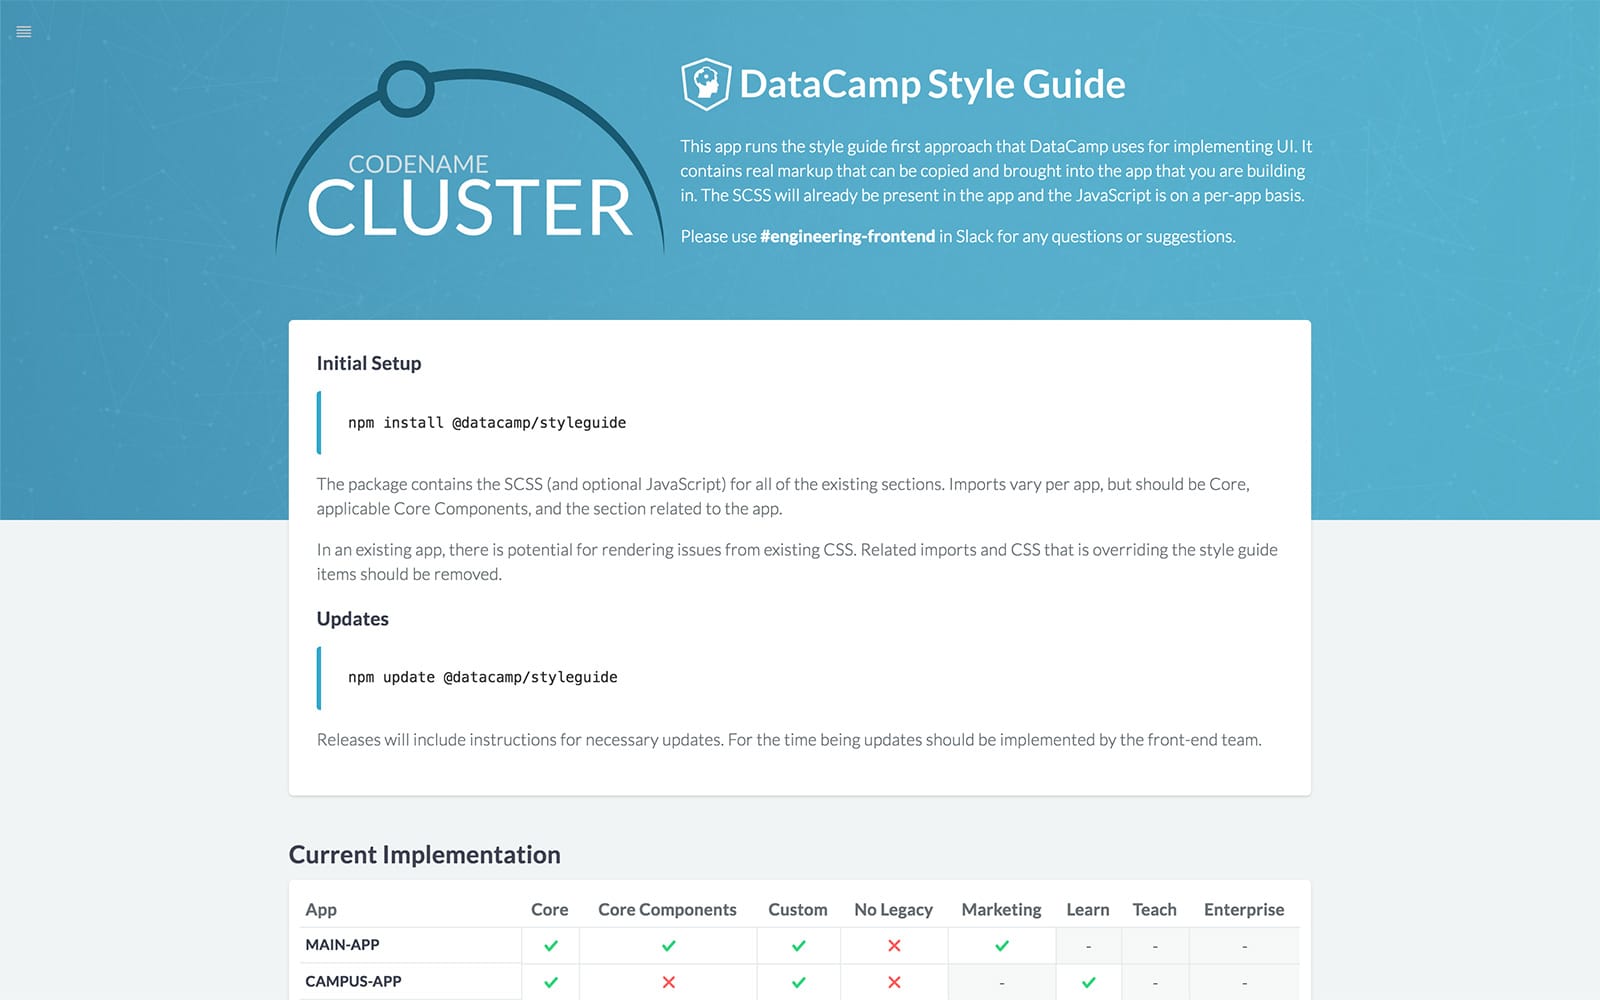 CODENAME
CLUSTER
DataCamp Style Guide
This app runs the style guide first approach that DataCamp uses for implementing UI. It
contains real markup that can be copied and brought into the app that you are building
in. The SCSS will already be present in the app and the JavaScript is on a per-app basis.
Please use #engineering-frontend in Slack for any questions or suggestions.
Initial Setup
npm install @datacamp/styleguide
The package contains the SCSS (and optional JavaScript) for all of the existing sections. Imports vary per app, but should be Core,
applicable Core Components, and the section related to the app.
In an existing app, there is potential for rendering issues from existing CSS. Related imports and CSS that is overriding the style guide
items should be removed.
Updates
npm update @datacamp/styleguide
Releases will include instructions for necessary updates. For the time being updates should be implemented by the front-end team.
Current Implementation
App Core Core Components Custom No Legacy Marketing Learn Teach Enterprise
MAIN-APP ✓ ✓ ✓ ✕ ✓ - - -
CAMPUS-APP ✓ ✕ ✓ ✕ - ✓ - -